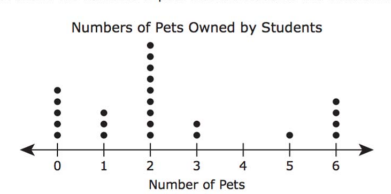 Numbers of Pets Owned by Students
0 1 2 3 4 5 6
Number of Pets